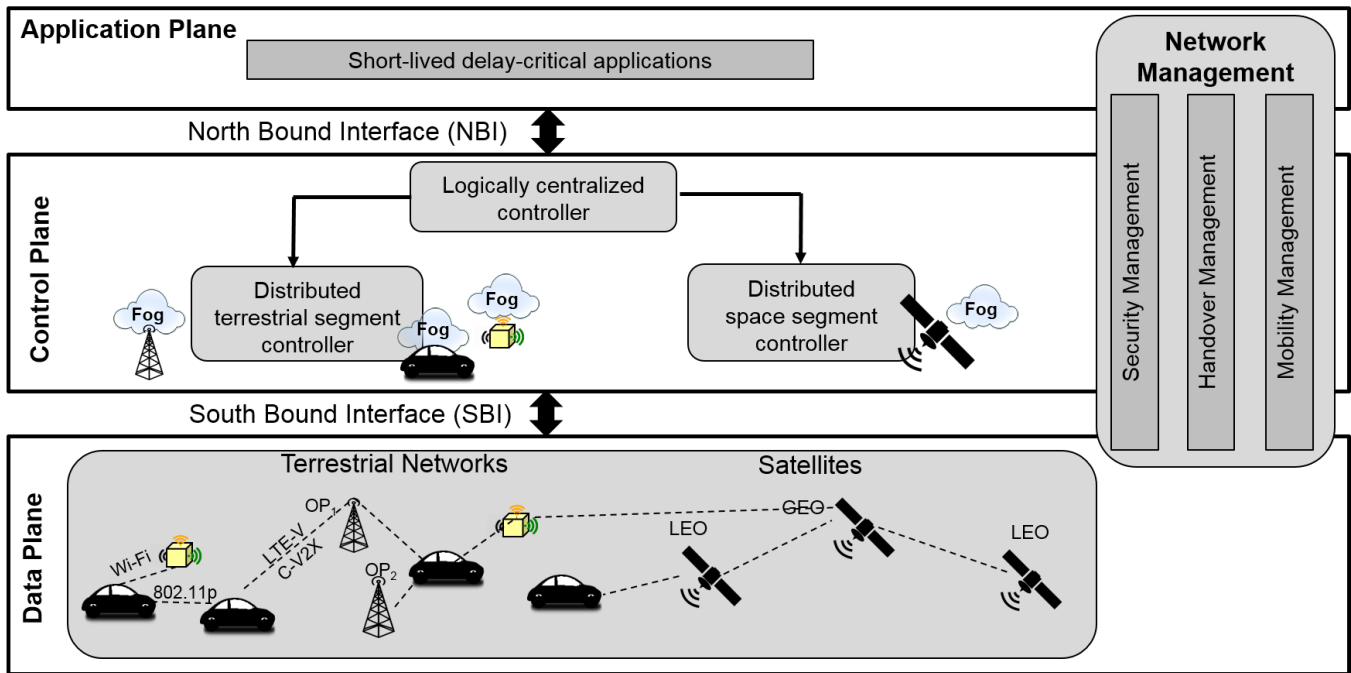 Application Plane
Short-lived delay-critical applications
Network
Management
Security Management
Handover Management
Mobility Management
North Bound Interface (NBI)
Control Plane
Logically centralized
controller
Distributed
terrestrial segment
controller
Distributed
space segment
controller
Fog
Fog
Fog
Fog
South Bound Interface (SBI)
Data Plane
Terrestrial Networks
Satellites
OP₁
OP₂
Wi-Fi
802.11p
LTE-V
C-V2X
LEO
GEO
LEO